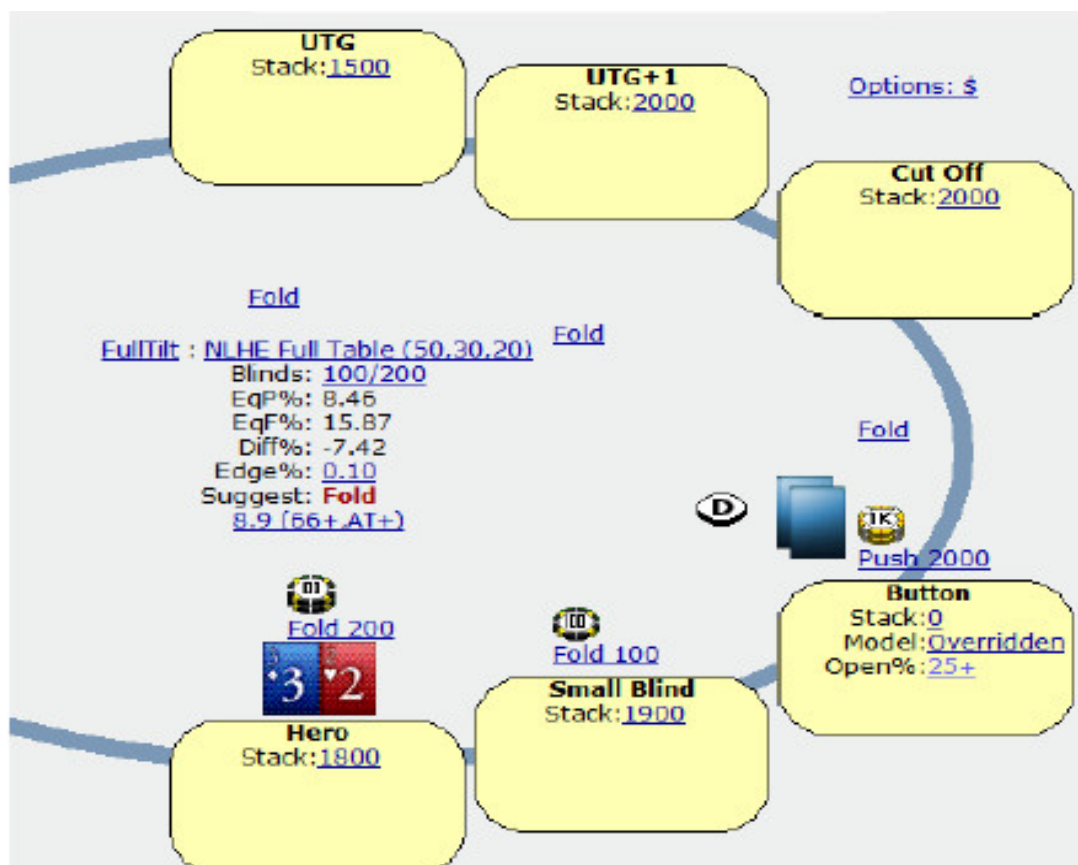 UTG
Stack:1500
UTG+1
Stack:2000
Options: $
Cut Off
Stack:2000
Fold
Fold
FullTilt : NLHE Full Table (50,30,20)
Blinds: 100/200
EqP%: 8.46
EqF%: 15.87
Diff%: -7.42
Edge%: 0.10
Suggest: Fold
8.9 (66+,AT+)
Fold
D
1K
Push 2000
Button
Stack:0
Model:Overridden
Open%:25+
Fold 200
100
Fold 100
3 2
Small Blind
Stack:1900
Hero
Stack:1800